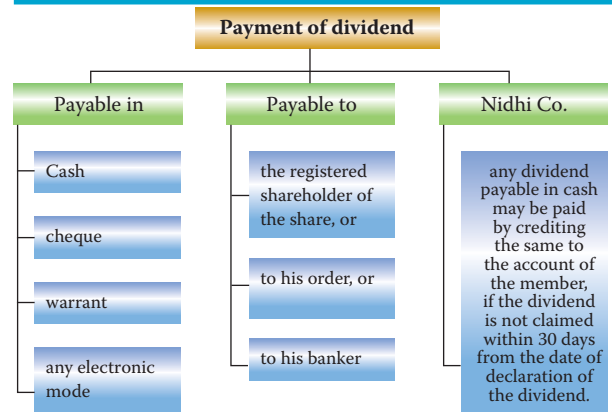 Payment of dividend
Payable in
Cash
cheque
warrant
any electronic
mode
Payable to
the registered
shareholder of
the share, or
to his order, or
to his banker
Nidhi Co.
any dividend
payable in cash
may be paid
by crediting
the same to
the account of
the member,
if the dividend
is not claimed
within 30 days
from the date of
declaration of
the dividend.